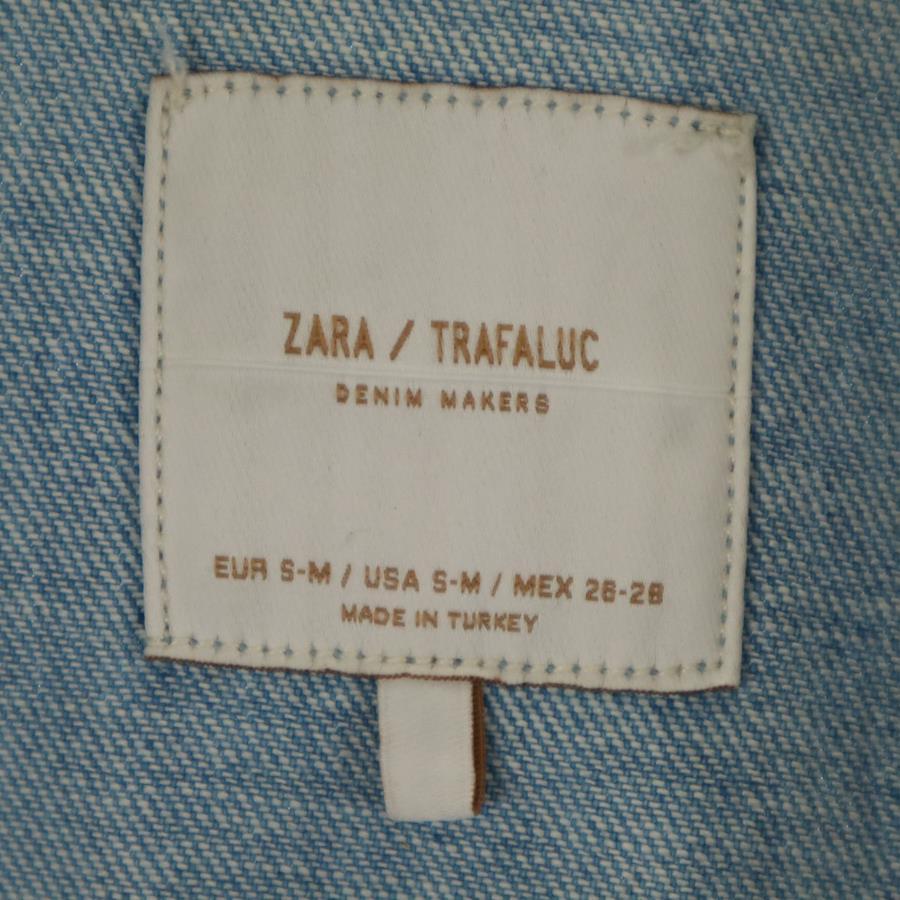 ZARA / TRAFALUC
DENIM MAKERS
EUR S-M / USA S-M / MEX 26-28
MADE IN TURKEY